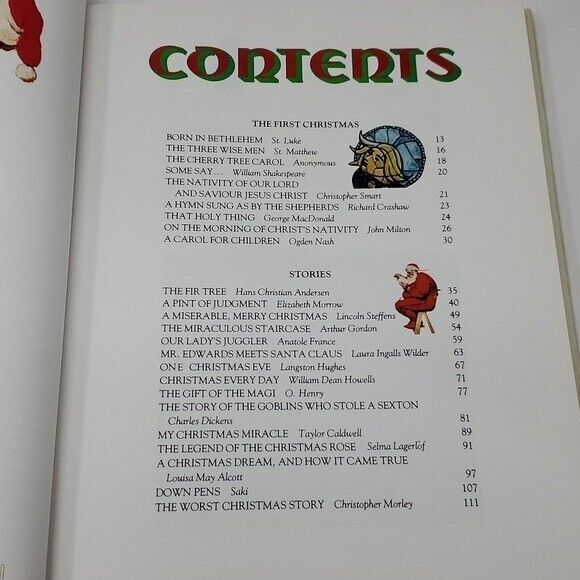 CONTENTS
THE FIRST CHRISTMAS
BORN IN BETHLEHEM St. Luke 13
THE THREE WISE MEN St. Matthew 16
THE CHERRY TREE CAROL Anonymous 18
SOME SAY... William Shakespeare 20
THE NATIVITY OF OUR LORD
AND SAVIOUR JESUS CHRIST Christopher Smart 21
A HYMN SUNG AS BY THE SHEPHERDS Richard Crashaw 23
THAT HOLY THING George MacDonald 24
ON THE MORNING OF CHRIST'S NATIVITY John Milton 26
A CAROL FOR CHILDREN Ogden Nash 30
STORIES
THE FIR TREE Hans Christian Andersen 35
A PINT OF JUDGMENT Elizabeth Morrow 40
A MISERABLE, MERRY CHRISTMAS Lincoln Steffens 49
THE MIRACULOUS STAIRCASE Arthur Gordon 54
OUR LADY'S JUGGLER Anatole France 59
MR. EDWARDS MEETS SANTA CLAUS Laura Ingalls Wilder 63
ONE CHRISTMAS EVE Langston Hughes 67
CHRISTMAS EVERY DAY William Dean Howells 71
THE GIFT OF THE MAGI O. Henry 77
THE STORY OF THE GOBLINS WHO STOLE A SEXTON
Charles Dickens 81
MY CHRISTMAS MIRACLE Taylor Caldwell 89
THE LEGEND OF THE CHRISTMAS ROSE Selma Lagerlöf 91
A CHRISTMAS DREAM, AND HOW IT CAME TRUE
Louisa May Alcott 97
DOWN PENS Saki 107
THE WORST CHRISTMAS STORY Christopher Morley 111